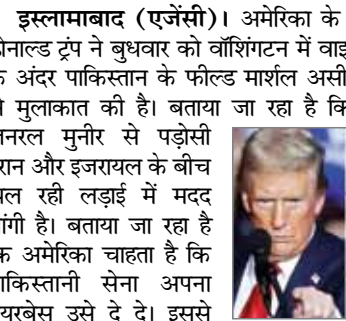 इस्लामाबाद (एजेंसी)। अमेरिका के
डोनाल्ड ट्रंप ने बुधवार को वॉशिंगटन में
के अंदर पाकिस्तान के फील्ड मार्शल
मुलाकात की है। बताया जा रहा है कि
जनरल मुनीर से पड़ोसी
ईरान और इजरायल के बीच
चल रही लड़ाई में मदद
मांगी है। बताया जा रहा है
कि अमेरिका चाहता है कि
पाकिस्तानी सेना अपना
एयरबेस उसे दे दे। इससे